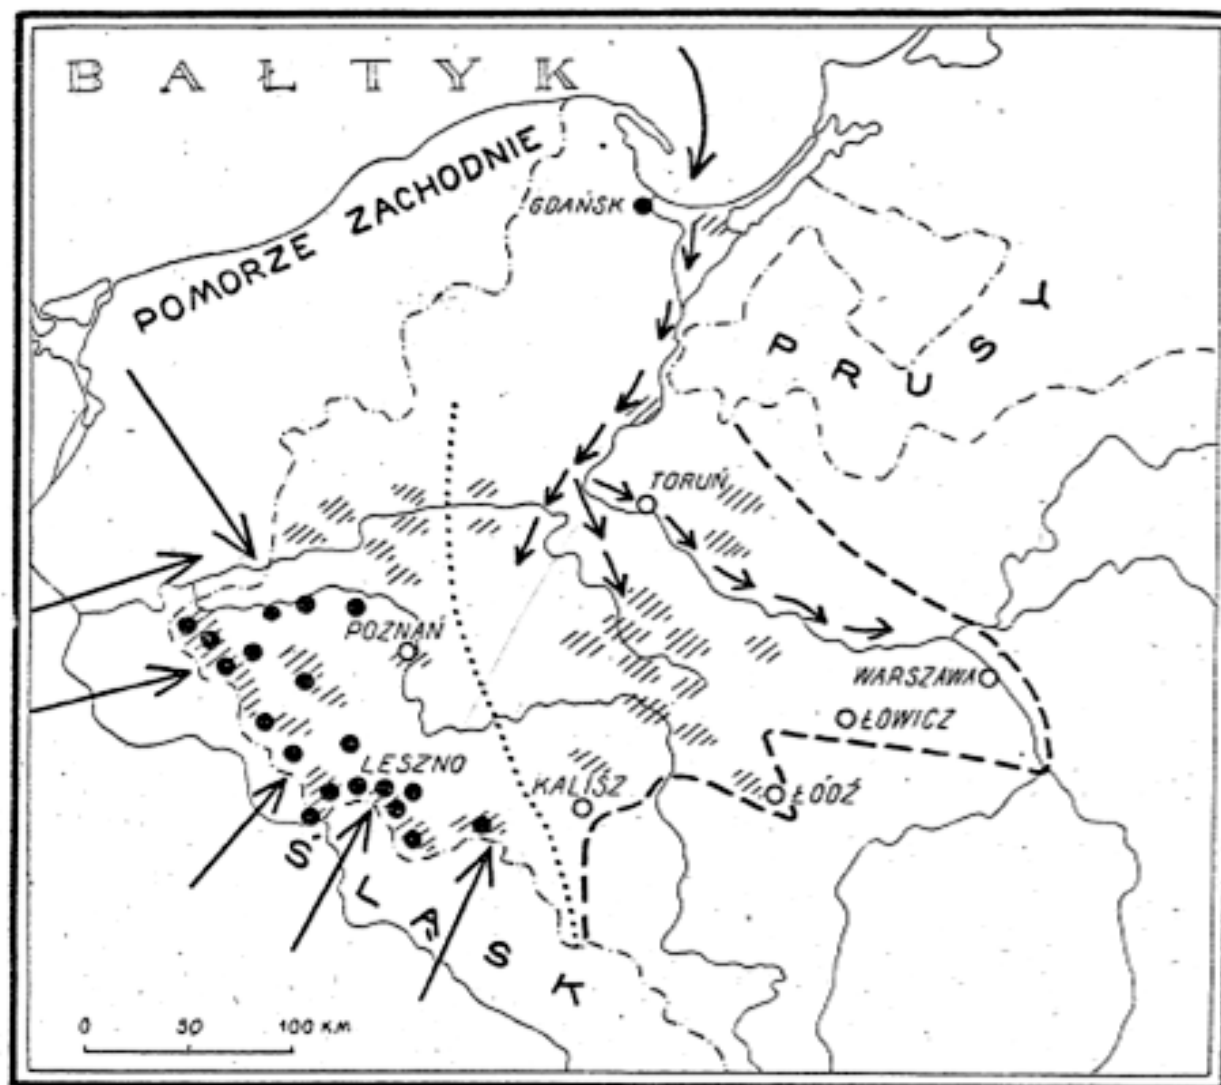 BAŁTYK
POMORZE ZACHODNIE
GDAŃSK
PRUSY
TORUŃ
POZNAŃ
WARSZAWA
ŁOWICZ
LESZNO
KALISZ
ŁÓDŹ
ŚLĄSK
0 50 100 KM